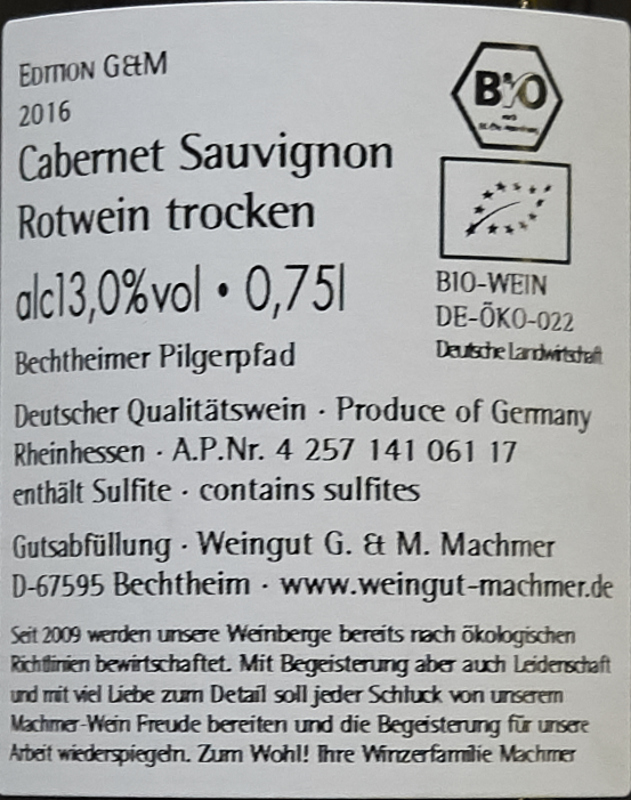 EDITION G&M
2016
Cabernet Sauvignon
Rotwein trocken
alc13,0%vol · 0,75l
Bechtheimer Pilgerpfad
BIO
BIO-WEIN
DE-ÖKO-022
Deutsche Landwirtschaft
Deutscher Qualitätswein · Produce of Germany
Rheinhessen · A.P.Nr. 4 257 141 061 17
enthält Sulfite · contains sulfites
Gutsabfüllung · Weingut G. & M. Machmer
D-67595 Bechtheim · www.weingut-machmer.de
Seit 2009 werden unsere Weinberge bereits nach ökologischen
Richtlinien bewirtschaftet. Mit Begeisterung aber auch Leidenschaft
und mit viel Liebe zum Detail soll jeder Schluck von unserem
Machmer-Wein Freude bereiten und die Begeisterung für unsere
Arbeit wiederspiegeln. Zum Wohl! Ihre Winzerfamilie Machmer